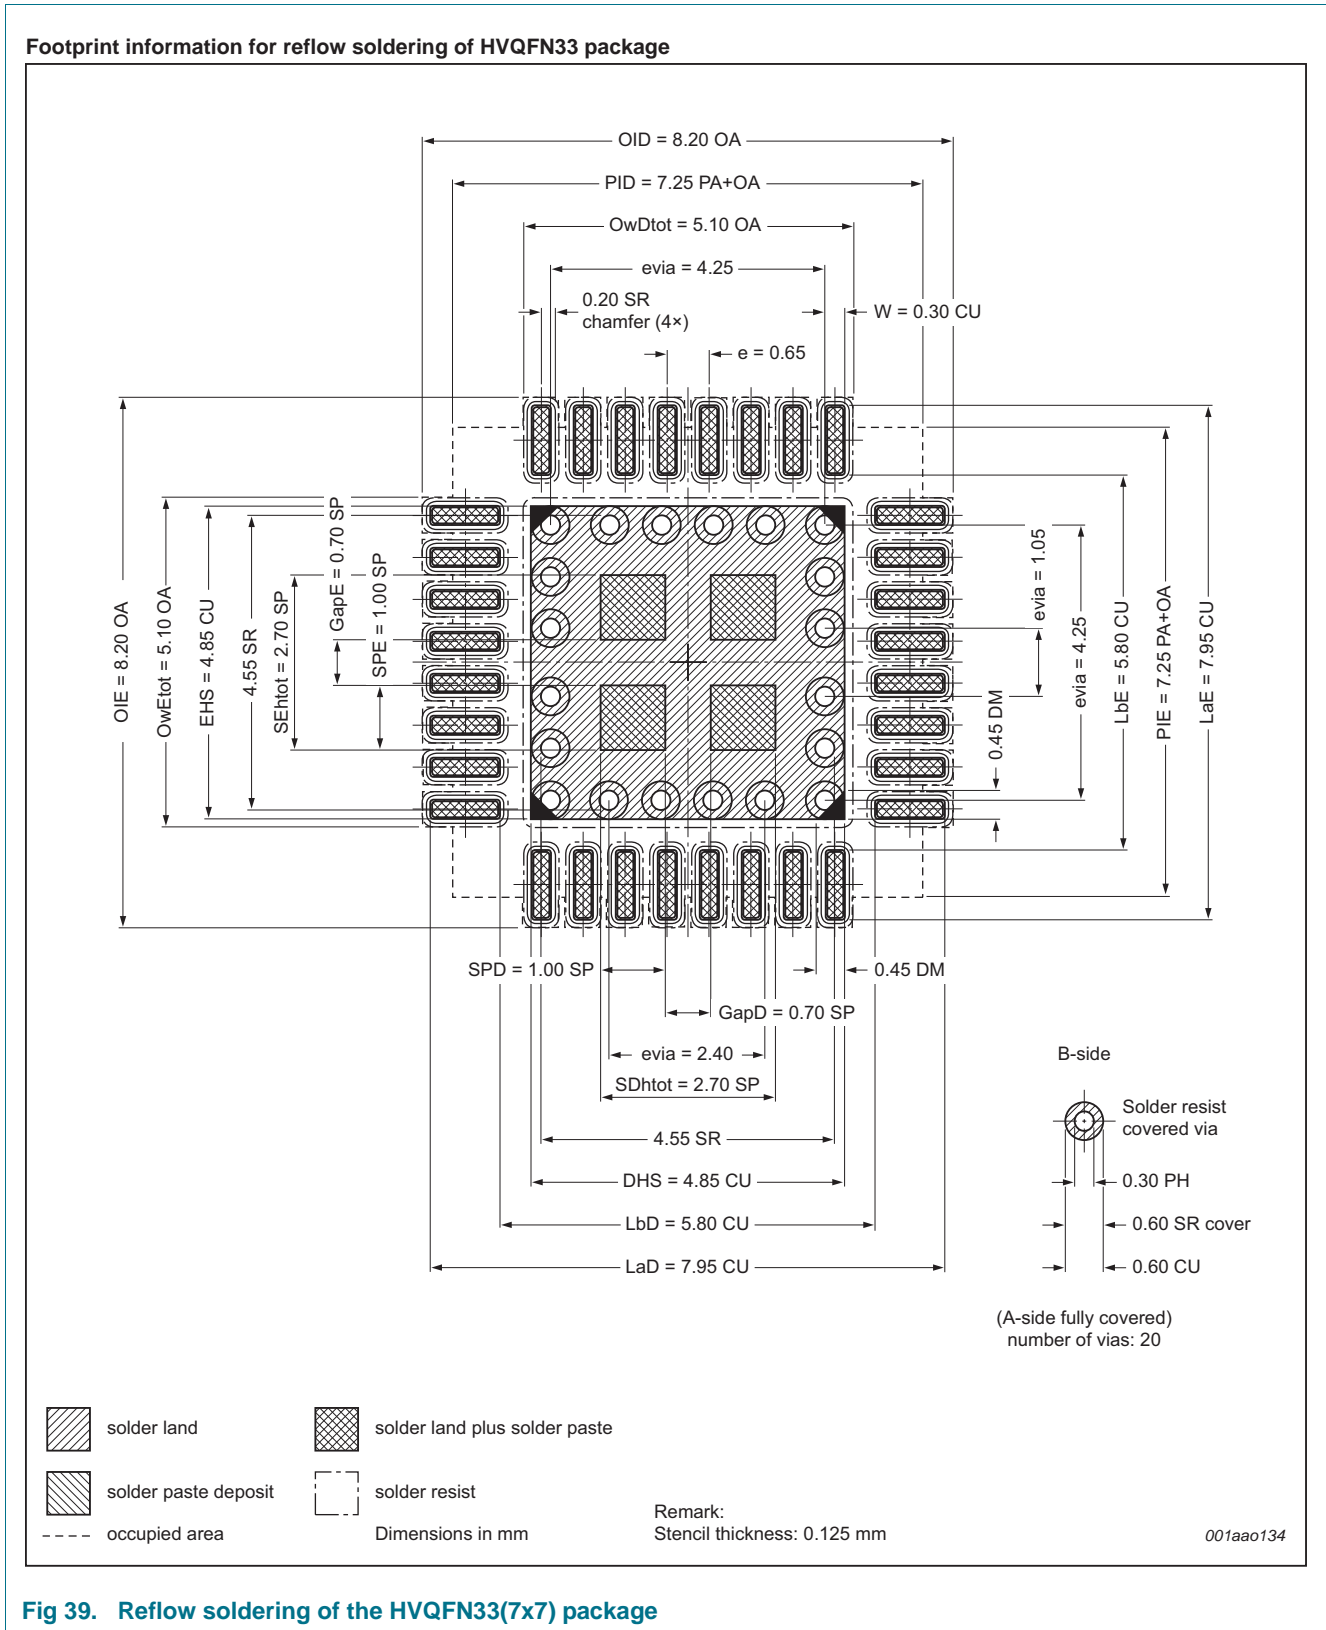 Footprint information for reflow soldering of HVQFN33 package
OID = 8.20 OA
PID = 7.25 PA+OA
OwDtot = 5.10 OA
evia = 4.25
0.20 SR
chamfer (4×)
W = 0.30 CU
e = 0.65
OIE = 8.20 OA
OwEtot = 5.10 OA
EHS = 4.85 CU
4.55 SR
SEhtot = 2.70 SP
GapE = 0.70 SP
SPE = 1.00 SP
0.45 DM
evia = 1.05
evia = 4.25
LbE = 5.80 CU
PIE = 7.25 PA+OA
LaE = 7.95 CU
SPD = 1.00 SP
0.45 DM
GapD = 0.70 SP
evia = 2.40
SDhtot = 2.70 SP
4.55 SR
DHS = 4.85 CU
LbD = 5.80 CU
LaD = 7.95 CU
B-side
Solder resist
covered via
0.30 PH
0.60 SR cover
0.60 CU
(A-side fully covered)
number of vias: 20
solder land
solder land plus solder paste
solder paste deposit
solder resist
occupied area
Dimensions in mm
Remark:
Stencil thickness: 0.125 mm
001aao134
Fig 39. Reflow soldering of the HVQFN33(7x7) package